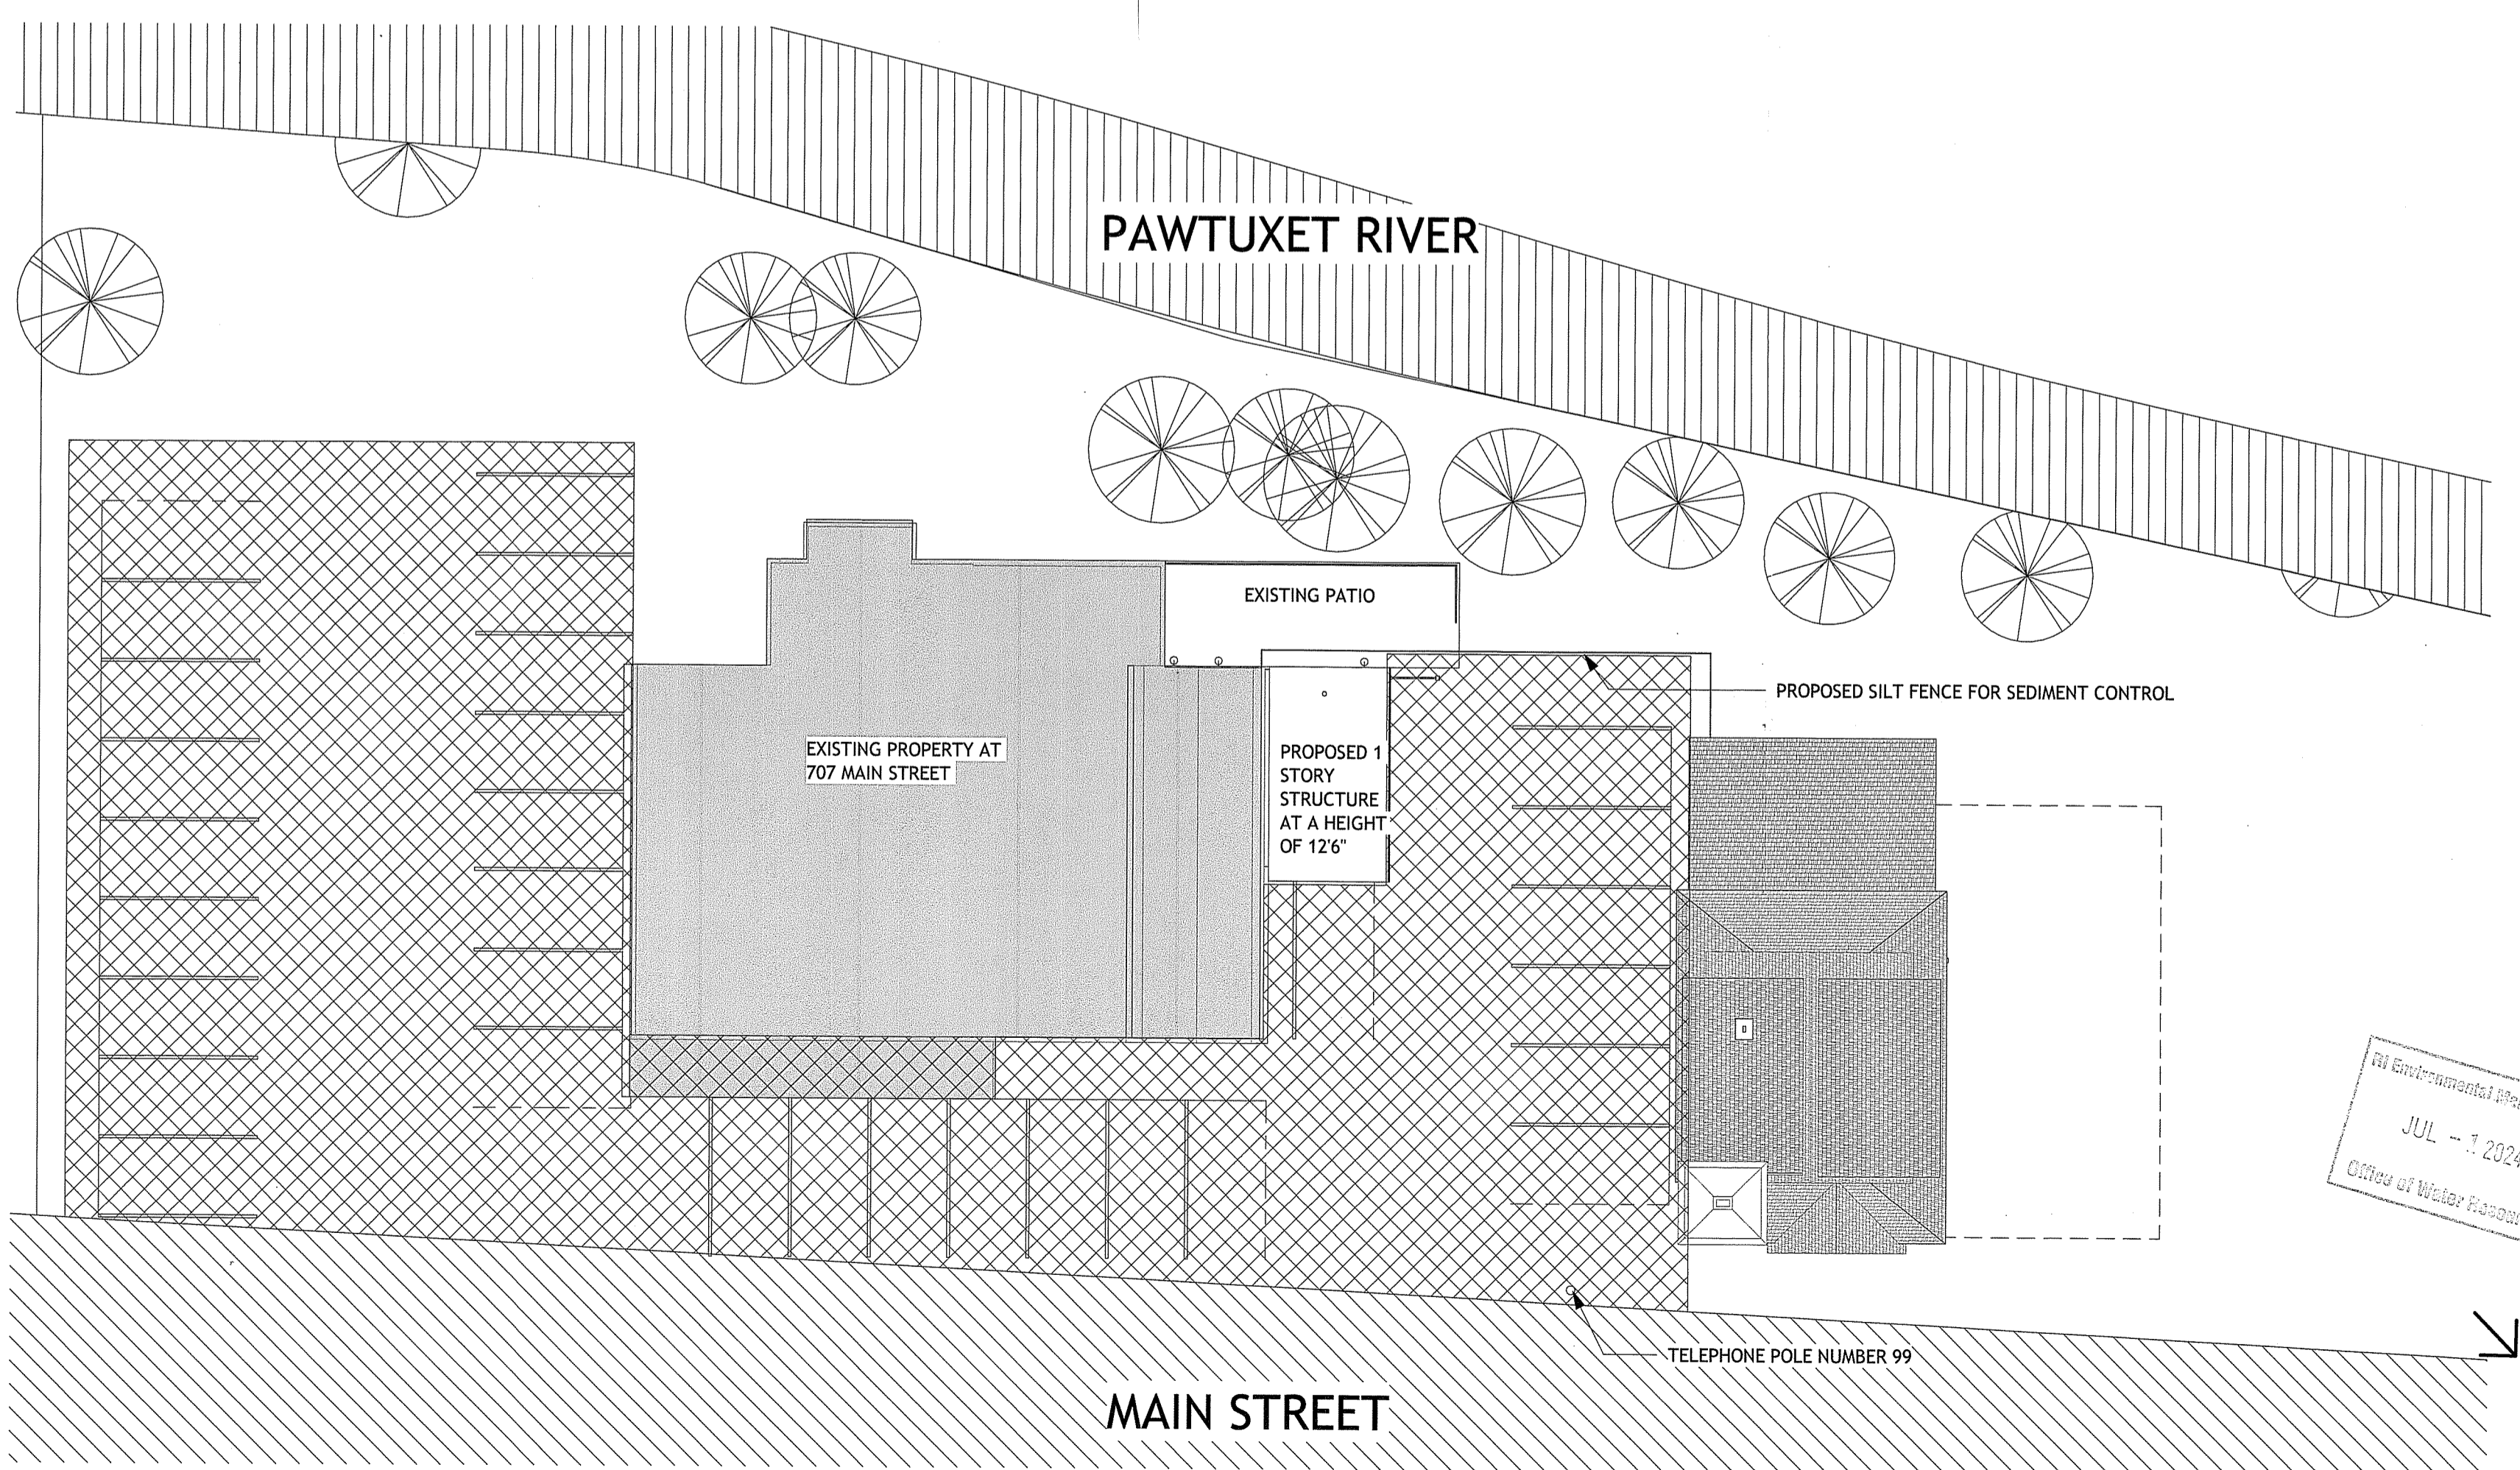 PAWTUXET RIVER
EXISTING PATIO
PROPOSED SILT FENCE FOR SEDIMENT CONTROL
EXISTING PROPERTY AT
707 MAIN STREET
PROPOSED 1
STORY
STRUCTURE
AT A HEIGHT
OF 12'6"
RI Environmental
JUL - 1 2024
Office of Water
TELEPHONE POLE NUMBER 99
MAIN STREET